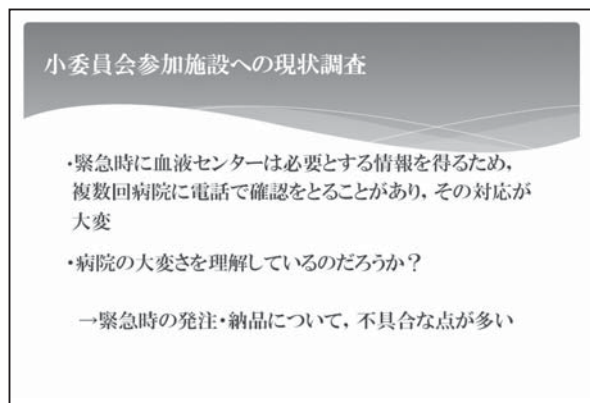 小委員会参加施設への現状調査
・緊急時に血液センターは必要とする情報を得るため,
複数回病院に電話で確認をとることがあり, その対応が
大変
・病院の大変さを理解しているのだろうか？
→緊急時の発注・納品について, 不具合な点が多い